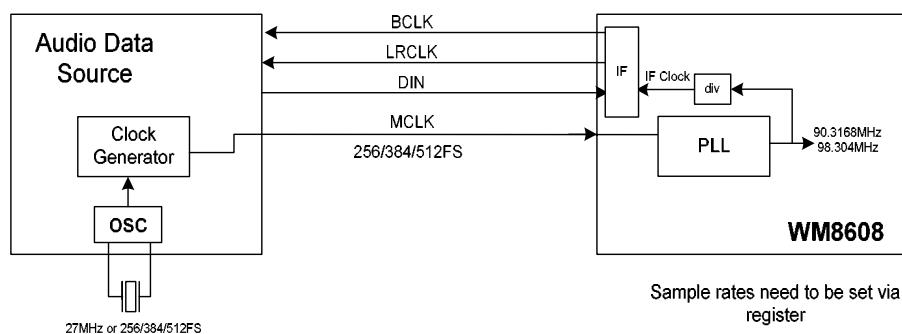 Audio Data
Source
BCLK
LRCLK
DIN
MCLK
256/384/512FS
Clock
Generator
OSC
27MHz or 256/384/512FS
IF
IF Clock
div
PLL
90.3168MHz
98.304MHz
WM8608
Sample rates need to be set via
register